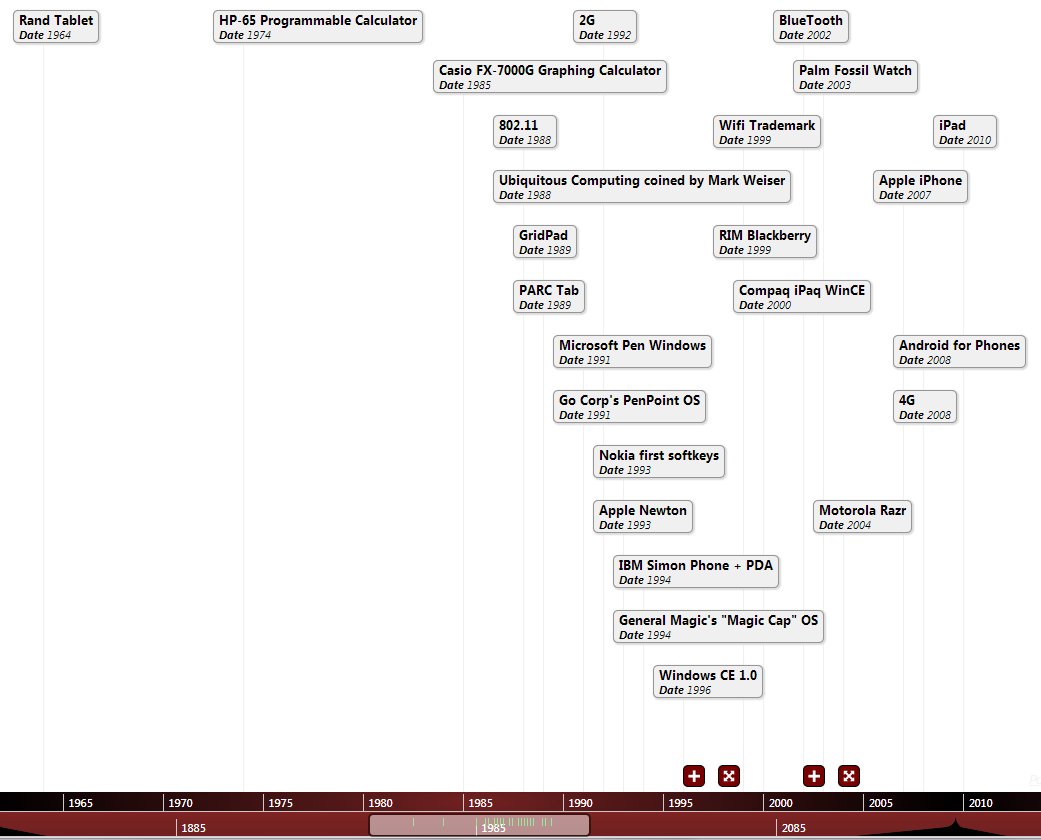 Rand Tablet
Date 1964
HP-65 Programmable Calculator
Date 1974
2G
Date 1992
BlueTooth
Date 2002
Casio FX-7000G Graphing Calculator
Date 1985
Palm Fossil Watch
Date 2003
802.11
Date 1988
Wifi Trademark
Date 1999
iPad
Date 2010
Ubiquitous Computing coined by Mark Weiser
Date 1988
Apple iPhone
Date 2007
GridPad
Date 1989
RIM Blackberry
Date 1999
PARC Tab
Date 1989
Compaq iPaq WinCE
Date 2000
Microsoft Pen Windows
Date 1991
Android for Phones
Date 2008
Go Corp's PenPoint OS
Date 1991
4G
Date 2008
Nokia first softkeys
Date 1993
Apple Newton
Date 1993
Motorola Razr
Date 2004
IBM Simon Phone + PDA
Date 1994
General Magic's "Magic Cap" OS
Date 1994
Windows CE 1.0
Date 1996
1965 1970 1975 1980 1985 1990 1995 2000 2005 2010
1885 1985 2085